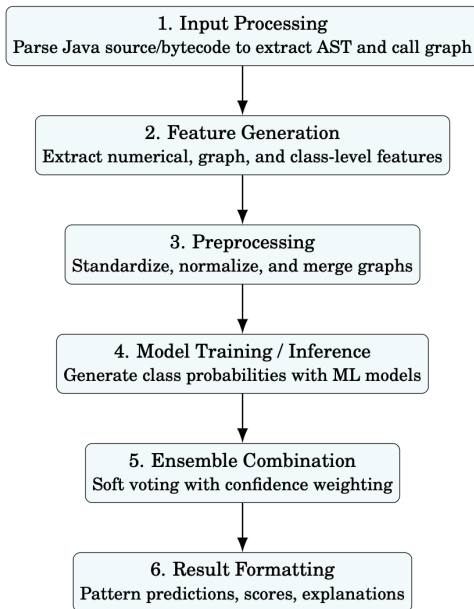 1. Input Processing
Parse Java source/bytecode to extract AST and call graph
2. Feature Generation
Extract numerical, graph, and class-level features
3. Preprocessing
Standardize, normalize, and merge graphs
4. Model Training / Inference
Generate class probabilities with ML models
5. Ensemble Combination
Soft voting with confidence weighting
6. Result Formatting
Pattern predictions, scores, explanations